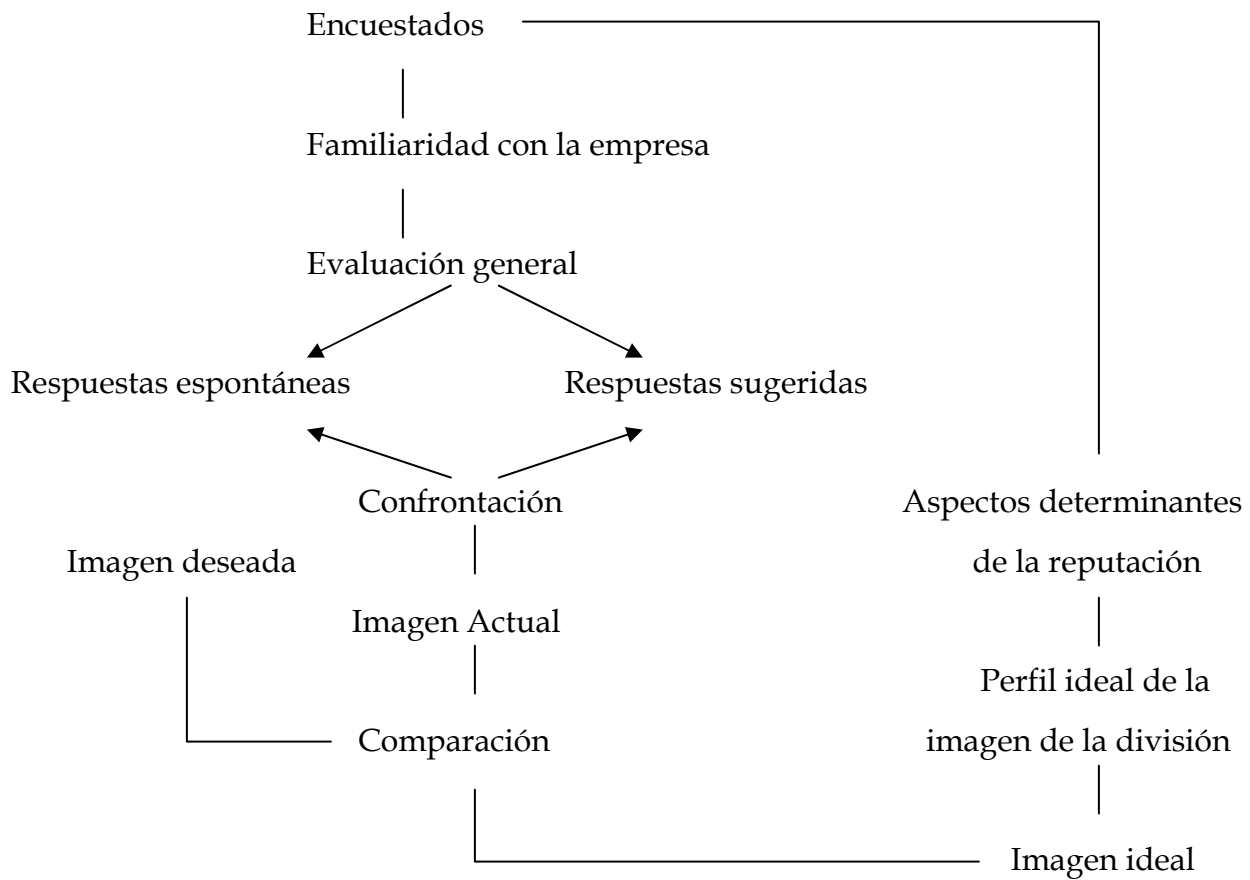 Encuestados
Familiaridad con la empresa
Evaluación general
Respuestas espontáneas
Respuestas sugeridas
Confrontación
Aspectos determinantes
de la reputación
Imagen deseada
Imagen Actual
Perfil ideal de la
imagen de la división
Comparación
Imagen ideal